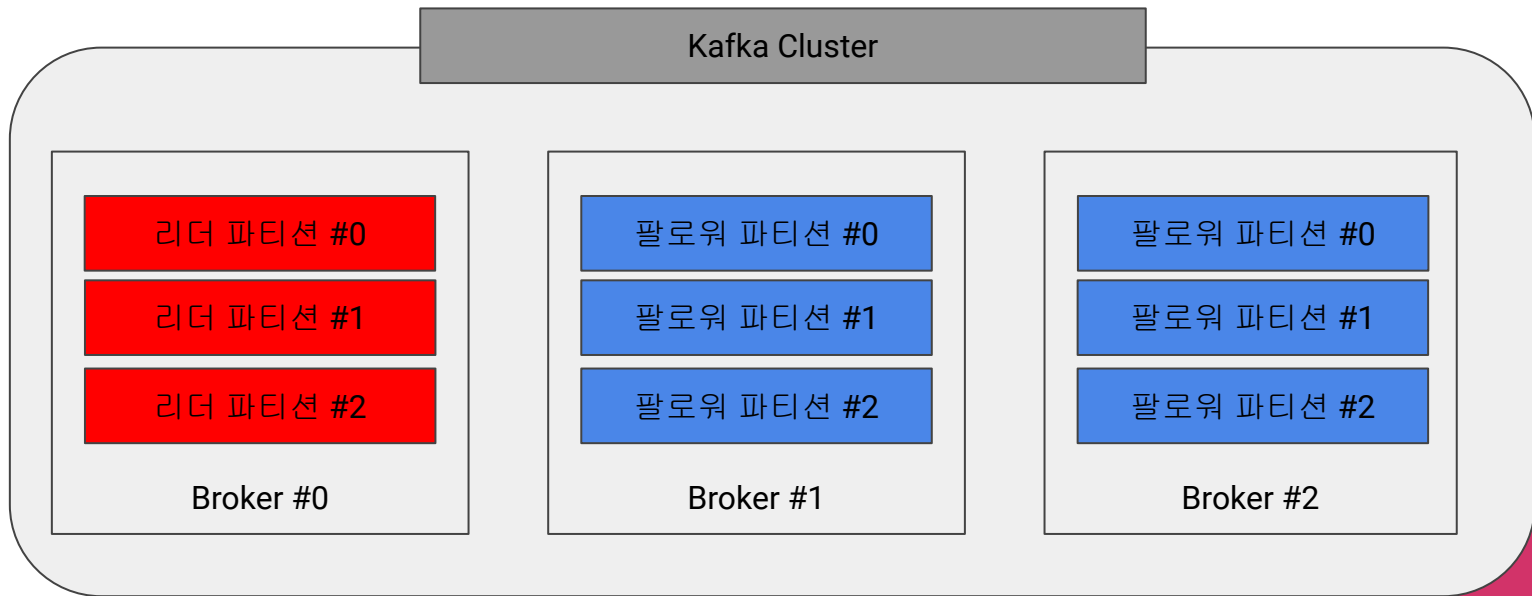 Kafka Cluster
리더 파티션 #0
리더 파티션 #1
리더 파티션 #2
Broker #0
팔로워 파티션 #0
팔로워 파티션 #1
팔로워 파티션 #2
Broker #1
팔로워 파티션 #0
팔로워 파티션 #1
팔로워 파티션 #2
Broker #2